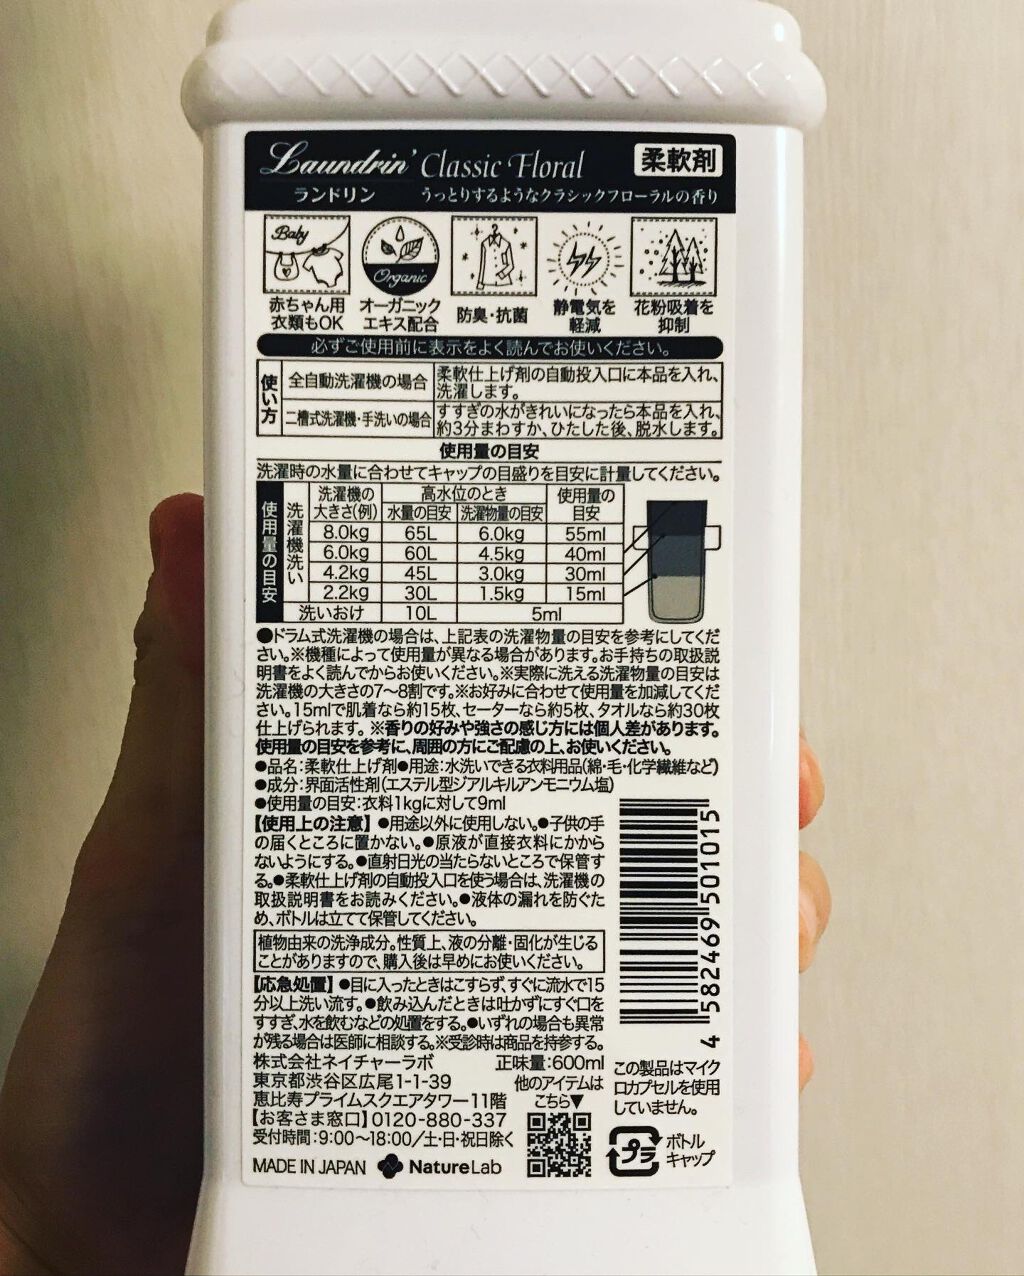 Laundrin' Classic Floral 柔軟剤
ランドリン うっとりするようなクラシックフローラルの香り
Baby
Organic
赤ちゃん用
衣類もOK
オーガニック
エキス配合
防臭・抗菌
静電気を
軽減
花粉吸着を
抑制
必ずご使用前に表示をよく読んでお使いください。
使い方
全自動洗濯機の場合
柔軟仕上げ剤の自動投入口に本品を入れ、
洗濯します。
二槽式洗濯機・手洗いの場合
すすぎの水がきれいになったら本品を入れ、
約3分まわすか、ひたした後、脱水します。
使用量の目安
洗濯時の水量に合わせてキャップの目盛りを目安に計量してください。
使用量の目安
洗濯機洗い
洗濯機の
大きさ(例)
高水位のとき
水量の目安 洗濯物量の目安
使用量の
目安
8.0kg 65L 6.0kg 55ml
6.0kg 60L 4.5kg 40ml
4.2kg 45L 3.0kg 30ml
2.2kg 30L 1.5kg 15ml
洗いおけ 10L 5ml
●ドラム式洗濯機の場合は、上記表の洗濯物量の目安を参考にしてくだ
さい。※機種によって使用量が異なる場合があります。お手持ちの取扱説
明書をよく読んでからお使いください。※実際に洗える洗濯物量の目安は
洗濯機の大きさの7〜8割です。※お好みに合わせて使用量を加減してくだ
さい。15mlで肌着なら約15枚、セーターなら約5枚、タオルなら約30枚
仕上げられます。※香りの好みや強さの感じ方には個人差があります。
使用量の目安を参考に、周囲の方にご配慮の上、お使いください。
●品名：柔軟仕上げ剤●用途：水洗いできる衣料用品(綿・毛・化学繊維など)
●成分：界面活性剤(エステル型ジアルキルアンモニウム塩)
●使用量の目安：衣料1kgに対して9ml
【使用上の注意】●用途以外に使用しない。●子供の手
の届くところに置かない。●原液が直接衣料にかから
ないようにする。●直射日光の当たらないところで保管す
る。●柔軟仕上げ剤の自動投入口を使う場合は、洗濯機の
取扱説明書をお読みください。●液体の漏れを防ぐた
め、ボトルは立てて保管してください。
植物由来の洗浄成分。性質上、液の分離・固化が生じる
ことがありますので、購入後は早めにお使いください。
【応急処置】●目に入ったときはこすらず、すぐに流水で15
分以上洗い流す。●飲み込んだときは吐かずにすぐ口を
すすぎ、水を飲むなどの処置をする。●いずれの場合も異常
が残る場合は医師に相談する。※受診時は商品を持参する。
株式会社ネイチャーラボ 正味量：600ml
東京都渋谷区広尾1-1-39
恵比寿プライムスクエアタワー11階
【お客さま窓口】0120-880-337
受付時間：9:00〜18:00/土・日・祝日除く
MADE IN JAPAN NatureLab
他のアイテムは
こちら▼
4 582469 501015
この製品はマイク
ロカプセルを使用
していません。
プラ
ボトル
キャップ